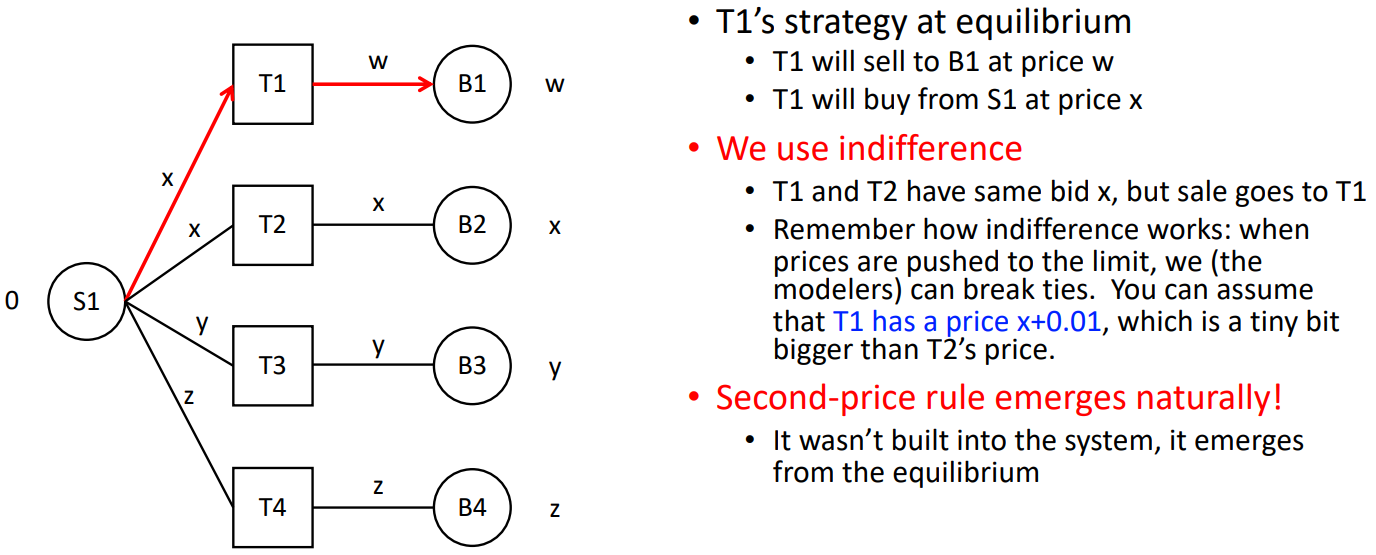 T1
w
B1
w
x
T2
x
B2
x
x
0
S1
y
T3
y
B3
y
z
T4
z
B4
z
• T1’s strategy at equilibrium
• T1 will sell to B1 at price w
• T1 will buy from S1 at price x
• We use indifference
• T1 and T2 have same bid x, but sale goes to T1
• Remember how indifference works: when
prices are pushed to the limit, we (the
modelers) can break ties.  You can assume
that T1 has a price x+0.01, which is a tiny bit
bigger than T2’s price.
• Second-price rule emerges naturally!
• It wasn’t built into the system, it emerges
from the equilibrium